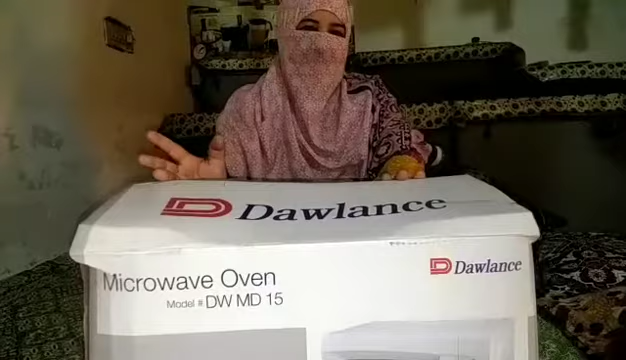 Dawlance
Dawlance
Microwave Oven
Model # DW MD 15